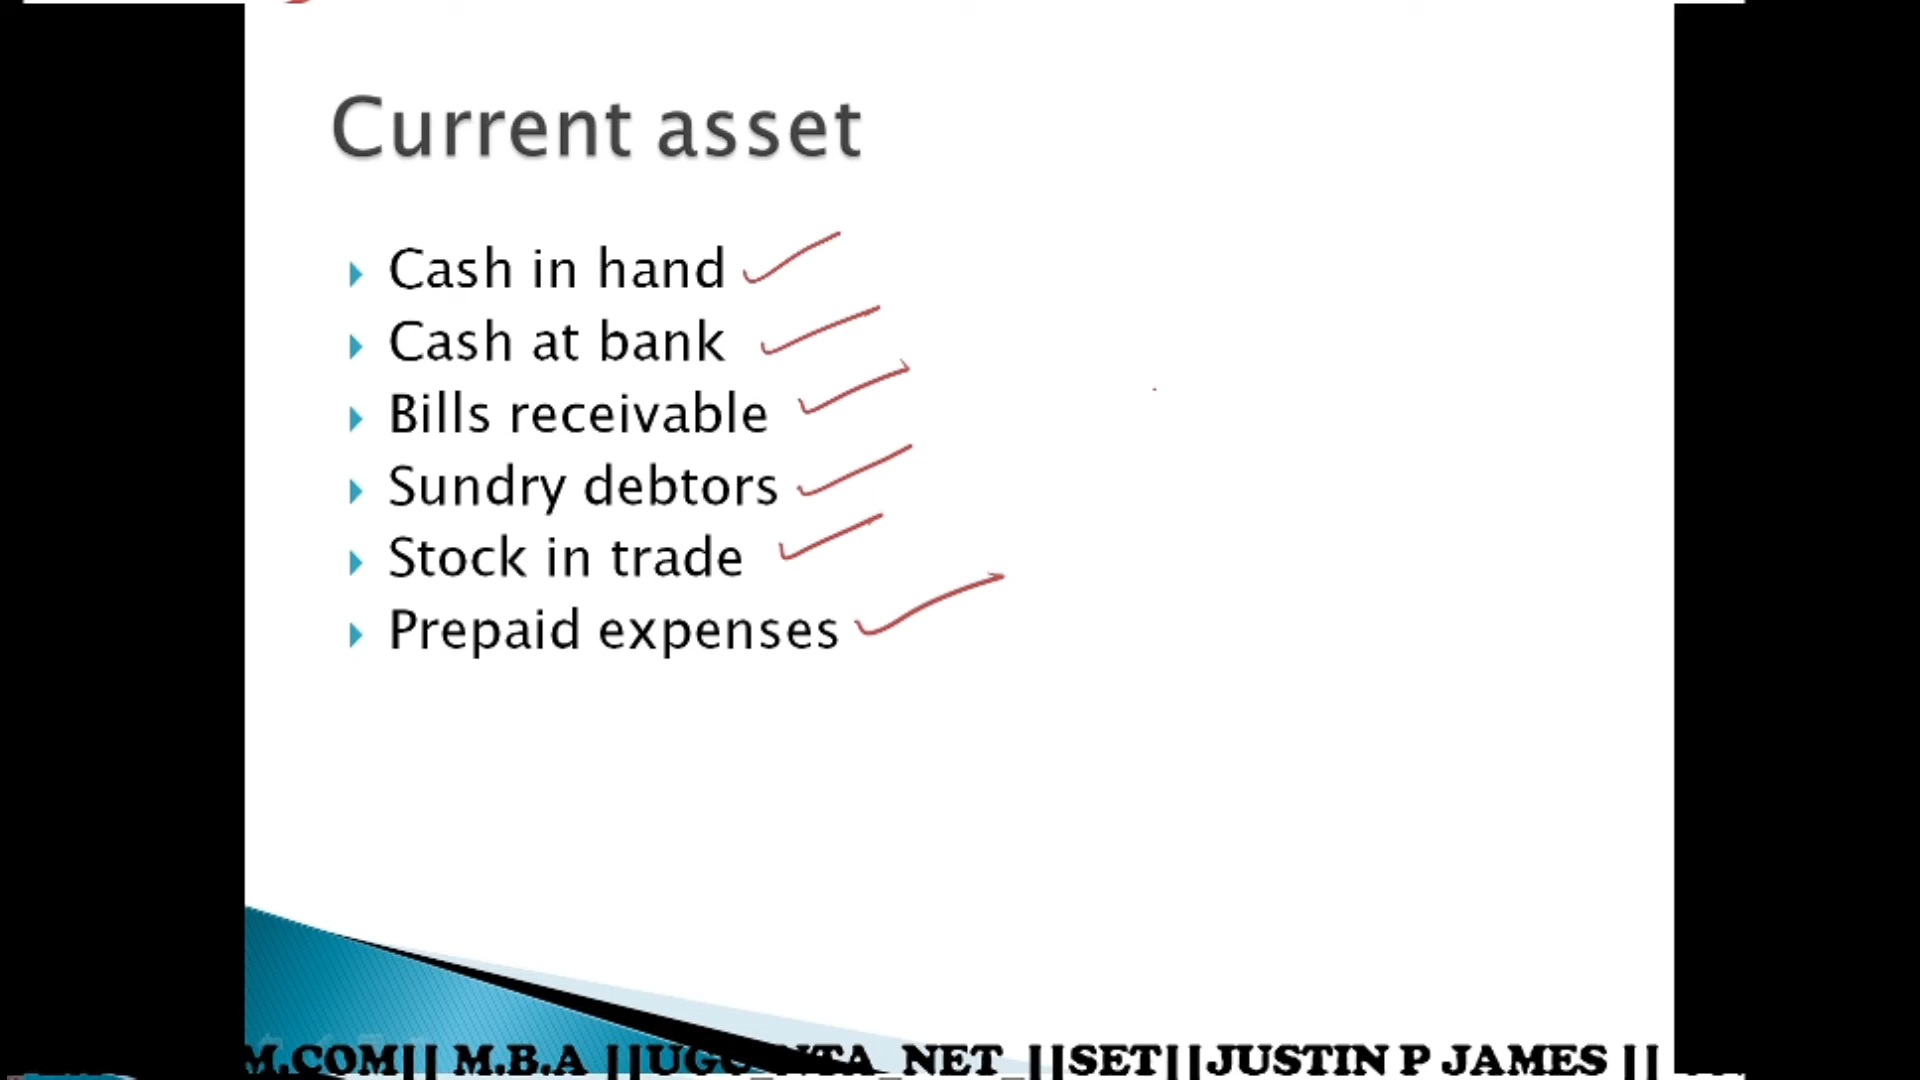 Current asset
Cash in hand
Cash at bank
Bills receivable
Sundry debtors
Stock in trade
Prepaid expenses
M.COM|| M.B.A ||UGC_NTA_NET_||SET||JUSTIN P JAMES ||